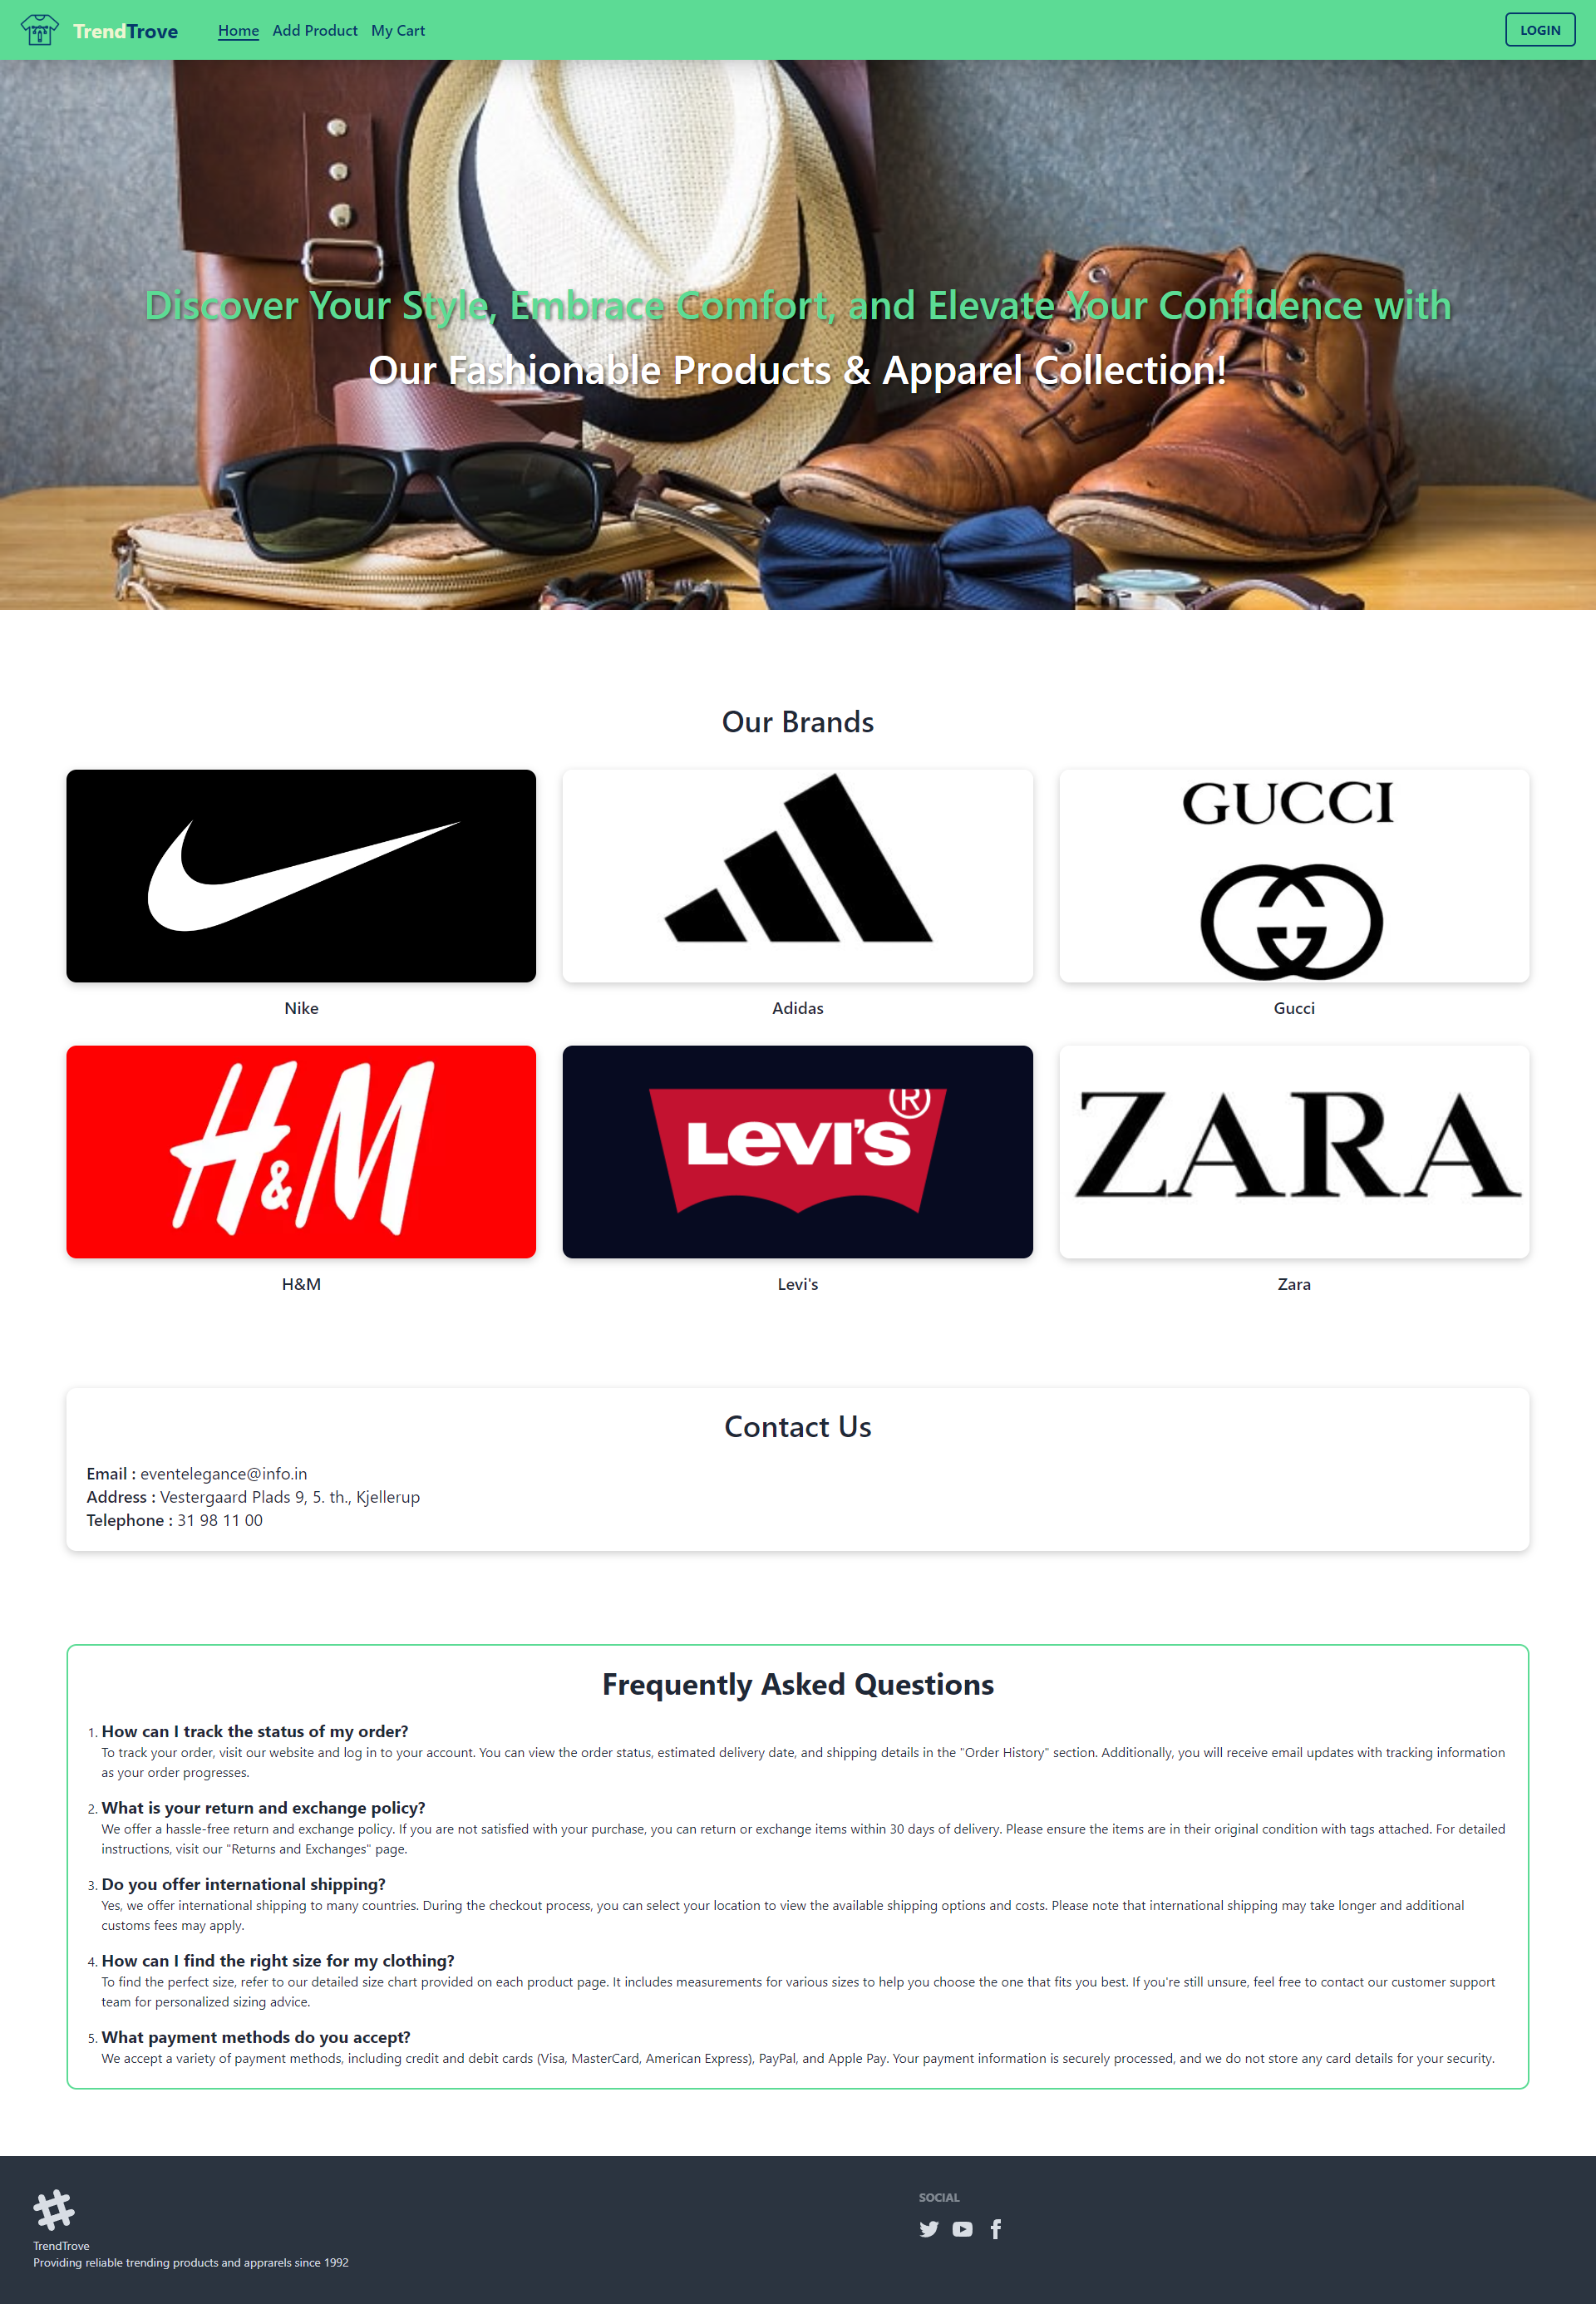 TrendTrove
Home
Add Product
My Cart
LOGIN
Discover Your Style, Embrace Comfort, and Elevate Your Confidence with
Our Fashionable Products & Apparel Collection!
Our Brands
GUCCI
Nike
Adidas
Gucci
H&M
LEVI'S
®
ZARA
H&M
Levi's
Zara
Contact Us
Email : eventelegance@info.in
Address : Vestergaard Plads 9, 5. th., Kjellerup
Telephone : 31 98 11 00
Frequently Asked Questions
1. How can I track the status of my order?
To track your order, visit our website and log in to your account. You can view the order status, estimated delivery date, and shipping details in the "Order History" section. Additionally, you will receive email updates with tracking information
as your order progresses.
2. What is your return and exchange policy?
We offer a hassle-free return and exchange policy. If you are not satisfied with your purchase, you can return or exchange items within 30 days of delivery. Please ensure the items are in their original condition with tags attached. For detailed
instructions, visit our "Returns and Exchanges" page.
3. Do you offer international shipping?
Yes, we offer international shipping to many countries. During the checkout process, you can select your location to view the available shipping options and costs. Please note that international shipping may take longer and additional
customs fees may apply.
4. How can I find the right size for my clothing?
To find the perfect size, refer to our detailed size chart provided on each product page. It includes measurements for various sizes to help you choose the one that fits you best. If you're still unsure, feel free to contact our customer support
team for personalized sizing advice.
5. What payment methods do you accept?
We accept a variety of payment methods, including credit and debit cards (Visa, MasterCard, American Express), PayPal, and Apple Pay. Your payment information is securely processed, and we do not store any card details for your security.
TrendTrove
Providing reliable trending products and apprarels since 1992
SOCIAL